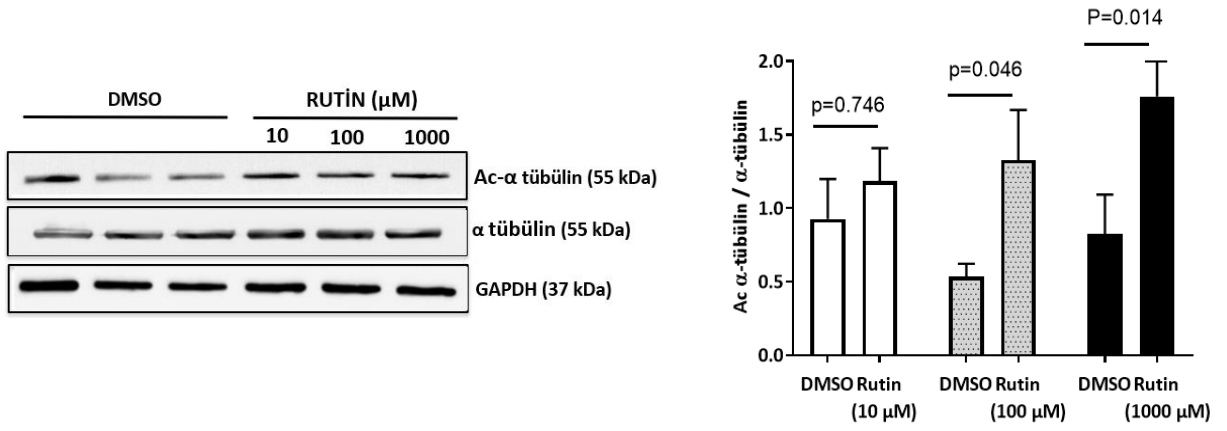 DMSO
RUTİN (µM)
10 100 1000
Ac-α tübülin (55 kDa)
α tübülin (55 kDa)
GAPDH (37 kDa)
Ac α-tübülin / α-tübülin
2.0
1.5
1.0
0.5
0.0
p=0.746
p=0.046
P=0.014
DMSO Rutin
(10 µM)
DMSO Rutin
(100 µM)
DMSO Rutin
(1000 µM)